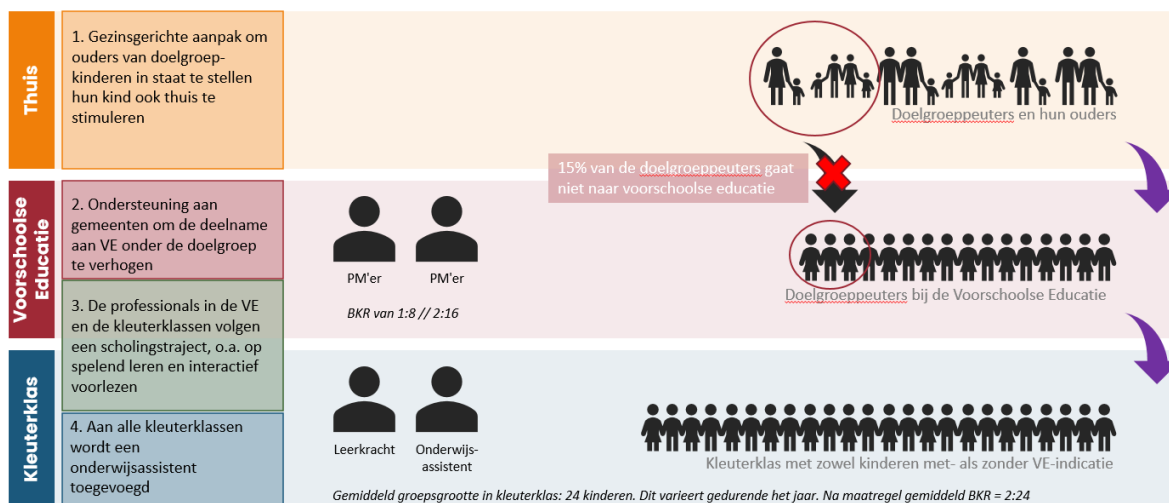 Thuis
1. Gezinsgerichte aanpak om
ouders van doelgroep-
kinderen in staat te stellen
hun kind ook thuis te
stimuleren
Doelgroeppeuters en hun ouders
15% van de doelgroeppeuters gaat
niet naar voorschoolse educatie
Voorschoolse
Educatie
2. Ondersteuning aan
gemeenten om de deelname
aan VE onder de doelgroep
te verhogen
PM'er
PM'er
BKR van 1:8 // 2:16
Doelgroeppeuters bij de Voorschoolse Educatie
3. De professionals in de VE
en de kleuterklassen volgen
een scholingstraject, o.a. op
spelend leren en interactief
voorlezen
Kleuterklas
4. Aan alle kleuterklassen
wordt een
onderwijsassistent
toegevoegd
Leerkracht
Onderwijs-
assistent
Kleuterklas met zowel kinderen met- als zonder VE-indicatie
Gemiddeld groepsgrootte in kleuterklas: 24 kinderen. Dit varieert gedurende het jaar. Na maatregel gemiddeld BKR = 2:24